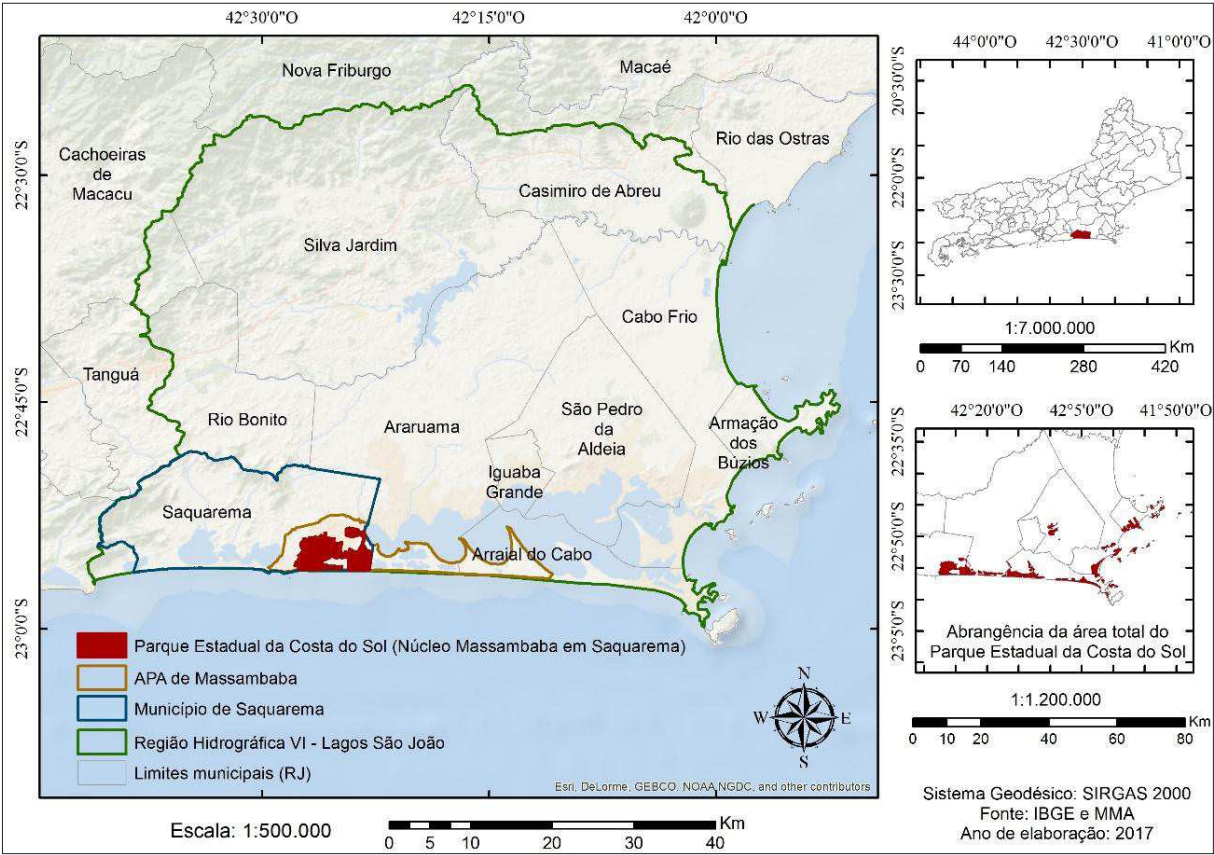 42°30'0"O
42°15'0"O
42°0'0"O
22°30'0"S
22°45'0"S
23°0'0"S
Nova Friburgo
Macaé
Rio das Ostras
Cachoeiras
de
Macacu
Casimiro de Abreu
Silva Jardim
Cabo Frio
Tanguá
Rio Bonito
Araruama
São Pedro
da
Aldeia
Armação
dos
Búzios
Iguaba
Grande
Saquarema
Arraial do Cabo
Parque Estadual da Costa do Sol (Núcleo Massambaba em Saquarema)
APA de Massambaba
Município de Saquarema
Região Hidrográfica VI - Lagos São João
Limites municipais (RJ)
N
W
E
S
Esri, DeLorme, GEBCO, NOAA NGDC, and other contributors
Escala: 1:500.000
0 5 10 20 30 40
Km
44°0'0"O
42°30'0"O
41°0'0"O
20°30'0"S
22°0'0"S
23°30'0"S
1:7.000.000
Km
0 70 140 280 420
42°20'0"O
42°5'0"O
41°50'0"O
22°35'0"S
22°50'0"S
23°5'0"S
Abrangência da área total do
Parque Estadual da Costa do Sol
1:1.200.000
Km
0 10 20 40 60 80
Sistema Geodésico: SIRGAS 2000
Fonte: IBGE e MMA
Ano de elaboração: 2017